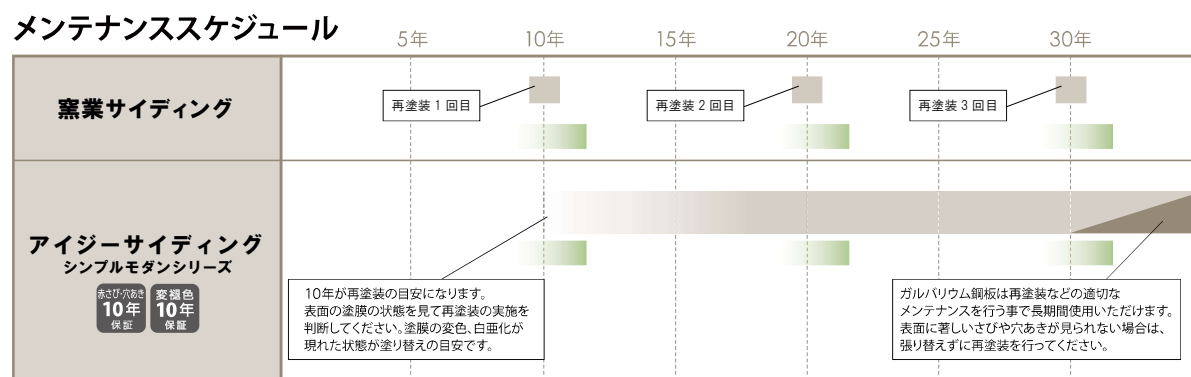 メンテナンススケジュール
5年
10年
15年
20年
25年
30年
窯業サイディング
再塗装1回目
再塗装2回目
再塗装3回目
アイジーサイディング
シンプルモダンシリーズ
赤さび・穴あき
10年
保証
変褪色
10年
保証
10年が再塗装の目安になります。
表面の塗膜の状態を見て再塗装の実施を
判断してください。塗膜の変色、白亜化が
現れた状態が塗り替えの目安です。
ガルバリウム鋼板は再塗装などの適切な
メンテナンスを行う事で長期間使用いただけます。
表面に著しいさびや穴あきが見られない場合は、
張り替えずに再塗装を行ってください。